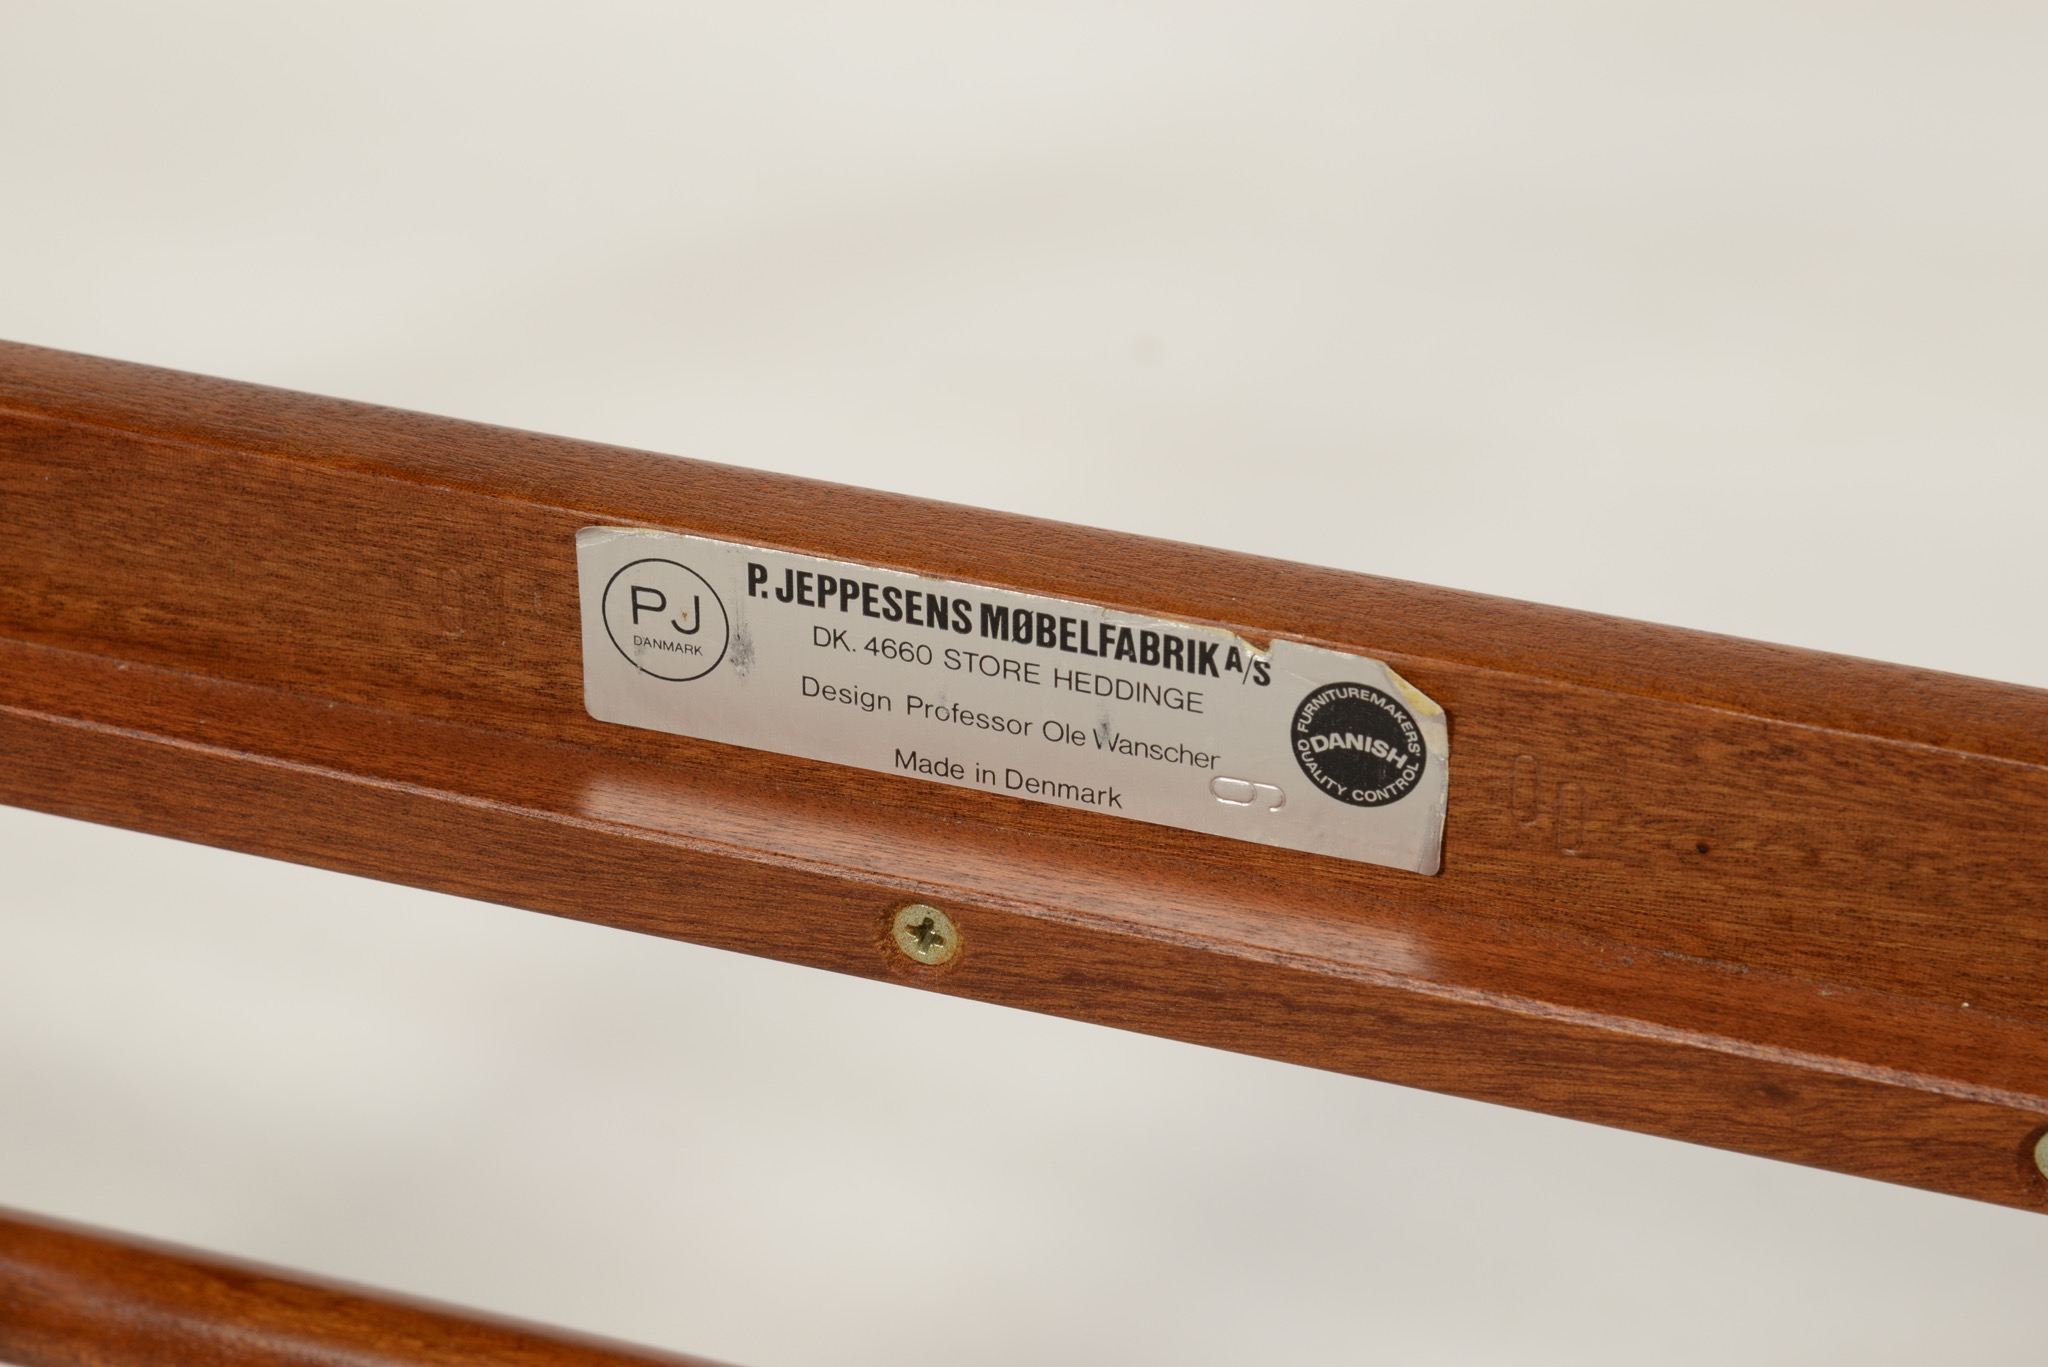 PJ
DANMARK
P. JEPPESENS MØBELFABRIK A/S
DK. 4660 STORE HEDDINGE
Design Professor Ole Wanscher
Made in Denmark
FURNITUREMAKERS'
DANISH
QUALITY CONTROL